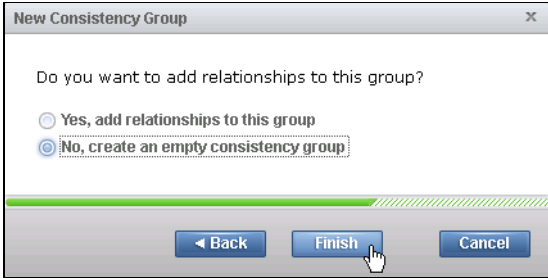 New Consistency Group x
Do you want to add relationships to this group?
Yes, add relationships to this group
No, create an empty consistency group
Back Finish Cancel